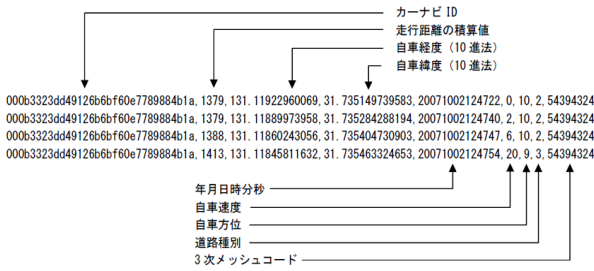 カーナビ ID
走行距離の積算値
自車経度（10 進法）
自車緯度（10 進法）
000b3323dd49126b6bf60e7789884b1a,1379,131.11922960069,31.735149739583,20071002124722,0,10,2,54394324
000b3323dd49126b6bf60e7789884b1a,1379,131.11889973958,31.735284288194,20071002124740,2,10,2,54394324
000b3323dd49126b6bf60e7789884b1a,1388,131.11860243056,31.735404730903,20071002124747,6,10,2,54394324
000b3323dd49126b6bf60e7789884b1a,1413,131.11845811632,31.735463324653,20071002124754,20,9,3,54394324
年月日時分秒
自車速度
自車方位
道路種別
3 次メッシュコード